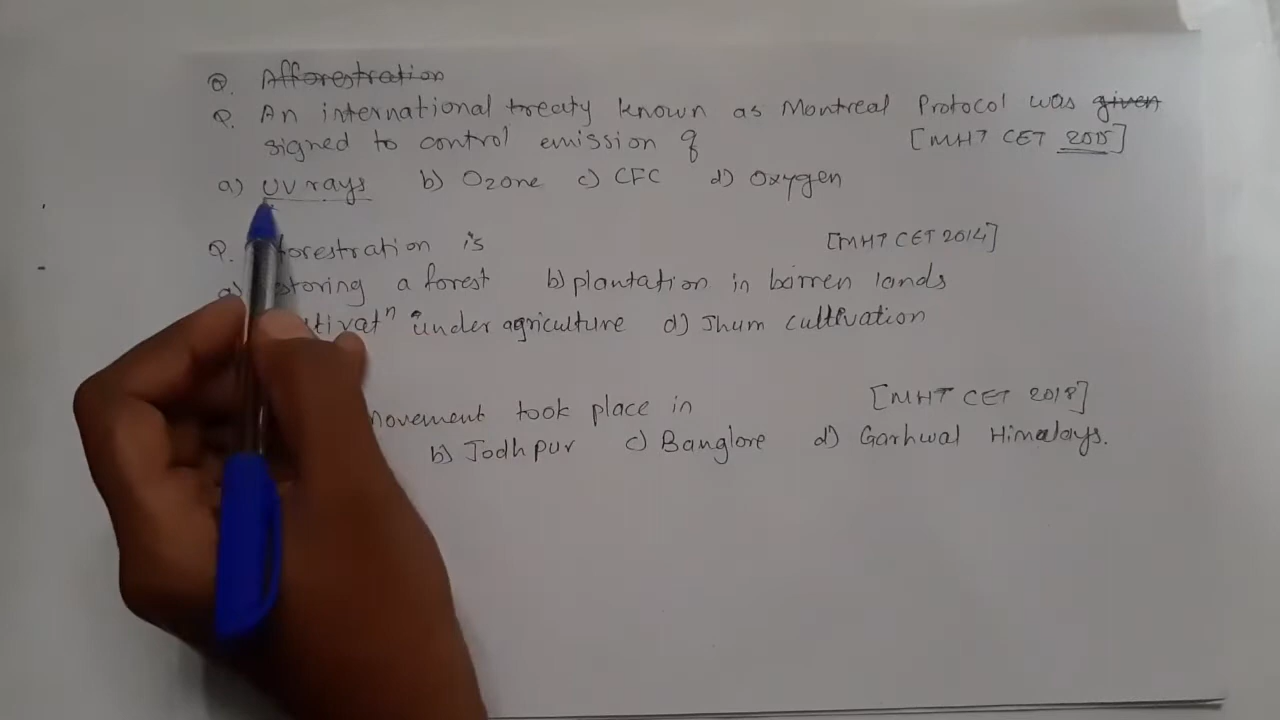 Q. Afforestration
Q. An international treaty known as Montreal Protocol was given
signed to control emission of [MHT CET 2015]
a) UV rays b) Ozone c) CFC d) Oxygen
Q. forestration is [MHT CET 2014]
a) storing a forest b) plantation in barren lands
tivatⁿ under agriculture d) Jhum cultivation
movement took place in [MHT CET 2018]
b) Jodhpur c) Banglore d) Garhwal Himalays.